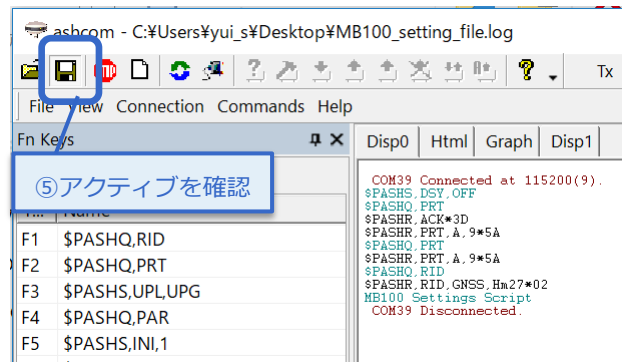 ashcom - C:¥Users¥yui_s¥Desktop¥MB100_setting_file.log
Tx
File View Connection Commands Help
Fn Keys
Disp0 Html Graph Disp1
⑤アクティブを確認
Name
F1 $PASHQ,RID
F2 $PASHQ,PRT
F3 $PASHS,UPL,UPG
F4 $PASHQ,PAR
F5 $PASHS,INI,1
COM39 Connected at 115200(9).
$PASHS,DSY,OFF
$PASHQ,PRT
$PASHR,ACK*3D
$PASHR,PRT,A,9*5A
$PASHQ,PRT
$PASHR,PRT,A,9*5A
$PASHQ,RID
$PASHR,RID,GNSS,Hm27*02
MB100 Settings Script
COM39 Disconnected.